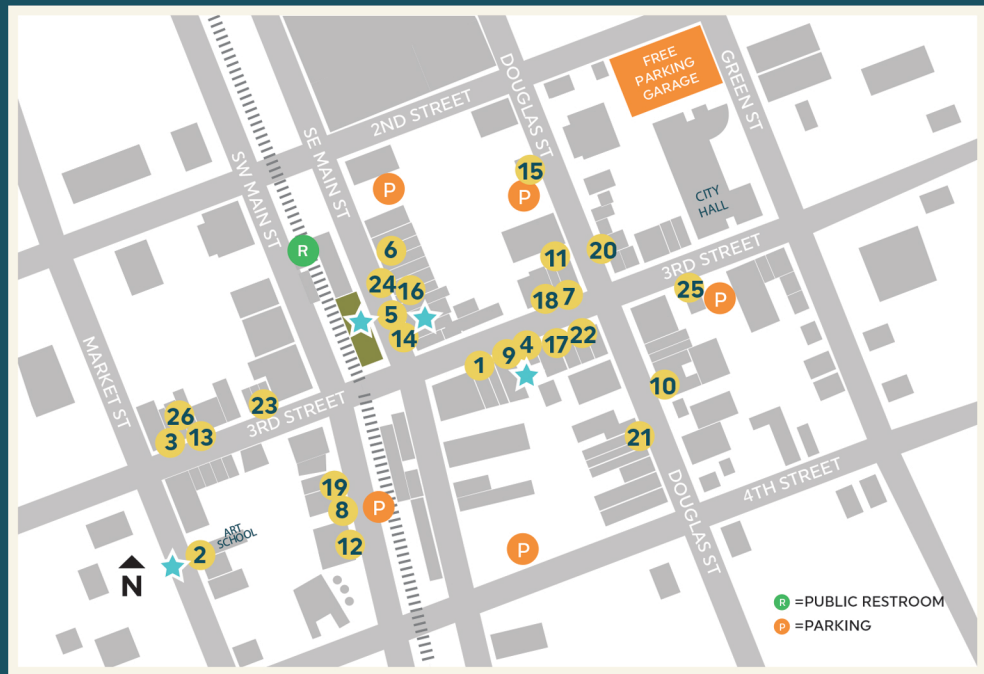 FREE
PARKING
GARAGE
DOUGLAS ST
GREEN ST
2ND STREET
SE MAIN ST
SW MAIN ST
15
P
P
CITY
HALL
R
6
11
20
3RD STREET
24
16
18
7
25
P
5
14
MARKET ST
1
9
4
17
22
10
23
26
3
13
3RD STREET
21
19
8
P
12
DOUGLAS ST
4TH STREET
ART
SCHOOL
2
P
N
R =PUBLIC RESTROOM
P =PARKING